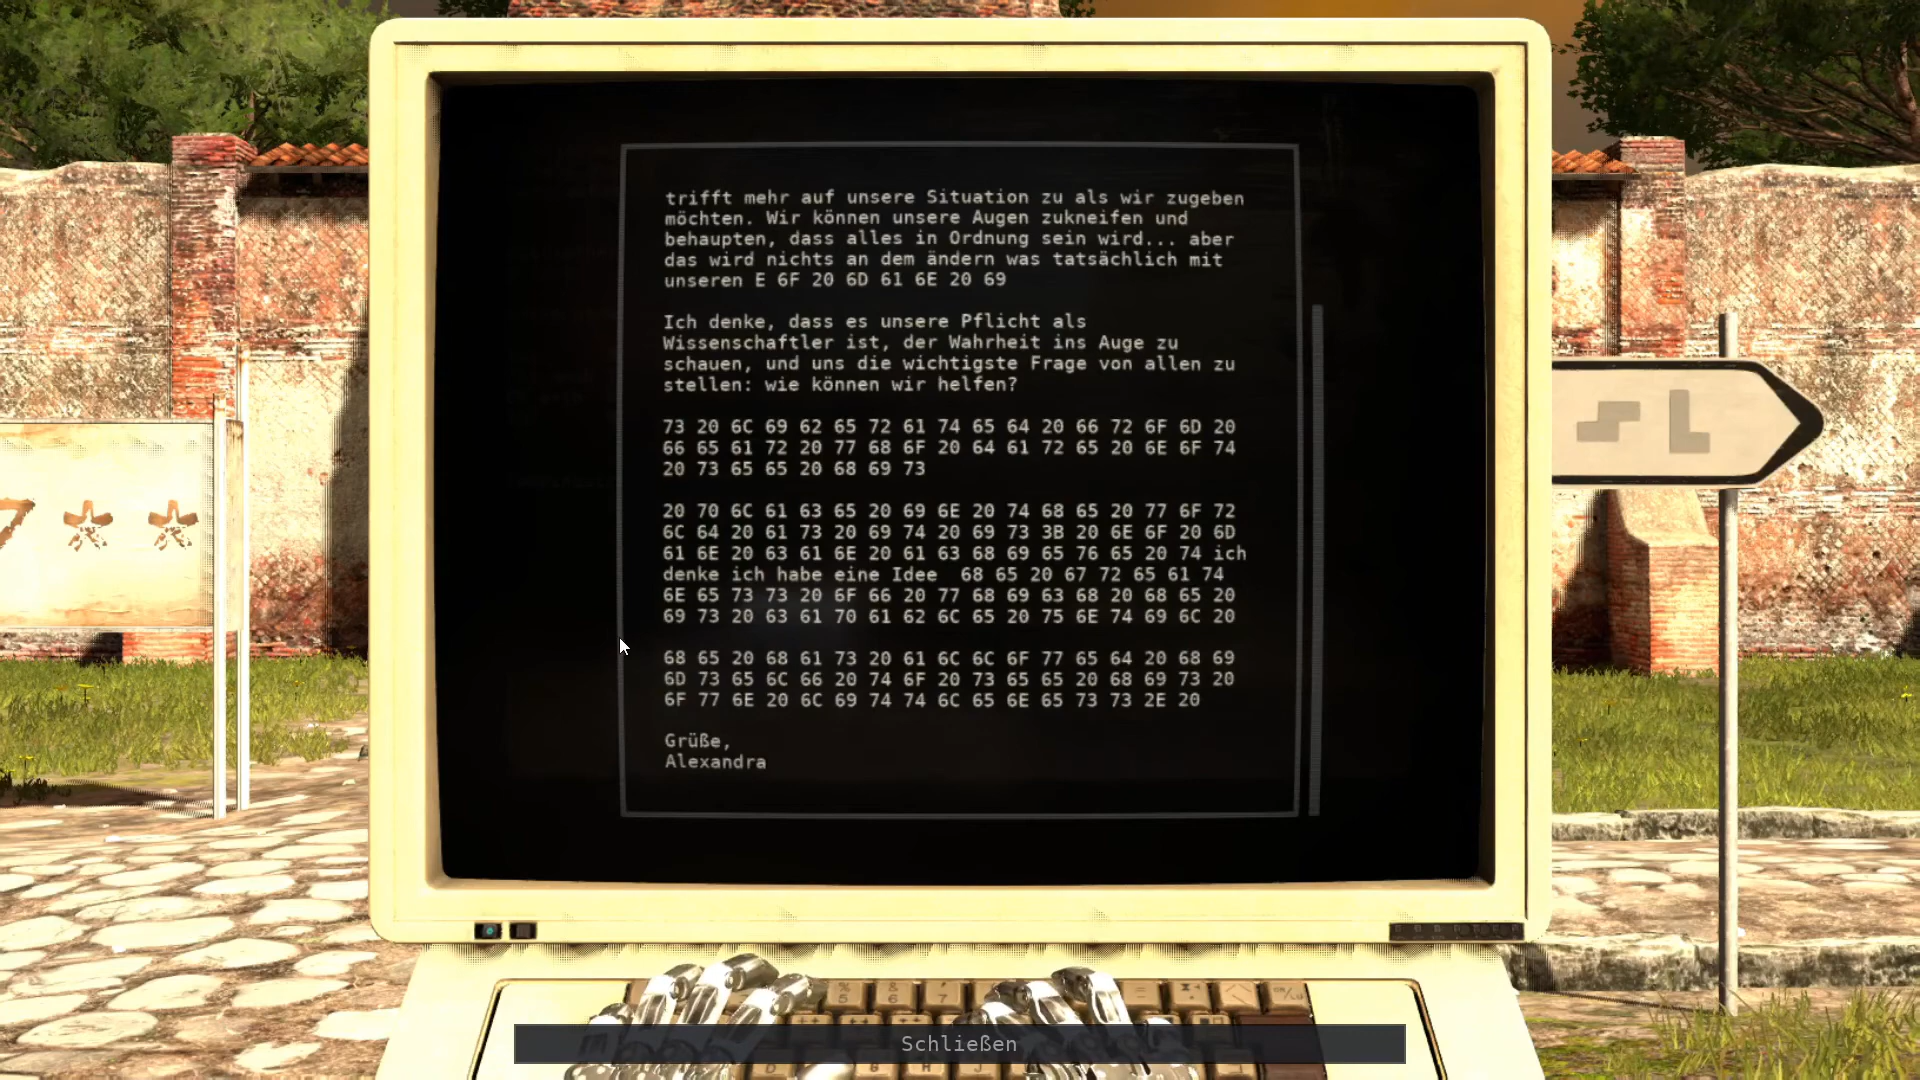 trifft mehr auf unsere Situation zu als wir zugeben
möchten. Wir können unsere Augen zukneifen und
behaupten, dass alles in Ordnung sein wird... aber
das wird nichts an dem ändern was tatsächlich mit
unseren E 6F 20 6D 61 6E 20 69
Ich denke, dass es unsere Pflicht als
Wissenschaftler ist, der Wahrheit ins Auge zu
schauen, und uns die wichtigste Frage von allen zu
stellen: wie können wir helfen?
73 20 6C 69 62 65 72 61 74 65 64 20 66 72 6F 6D 20
66 65 61 72 20 77 68 6F 20 64 61 72 65 20 6E 6F 74
20 73 65 65 20 68 69 73
20 70 6C 61 63 65 20 69 6E 20 74 68 65 20 77 6F 72
6C 64 20 61 73 20 69 74 20 69 73 3B 20 6E 6F 20 6D
61 6E 20 63 61 6E 20 61 63 68 69 65 76 65 20 74 ich
denke ich habe eine Idee  68 65 20 67 72 65 61 74
6E 65 73 73 20 6F 66 20 77 68 69 63 68 20 68 65 20
69 73 20 63 61 70 61 62 6C 65 20 75 6E 74 69 6C 20
68 65 20 68 61 73 20 61 6C 6C 6F 77 65 64 20 68 69
6D 73 65 6C 66 20 74 6F 20 73 65 65 20 68 69 73 20
6F 77 6E 20 6C 69 74 74 6C 65 6E 65 73 73 2E 20
Grüße,
Alexandra
7 * *
Schließen